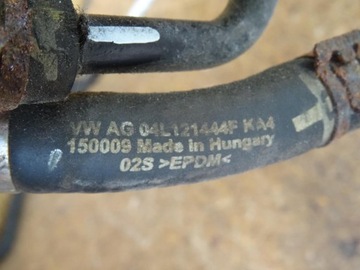 VW AG 04L121444F KA4
150009 Made in Hungary
02S >EPDM<